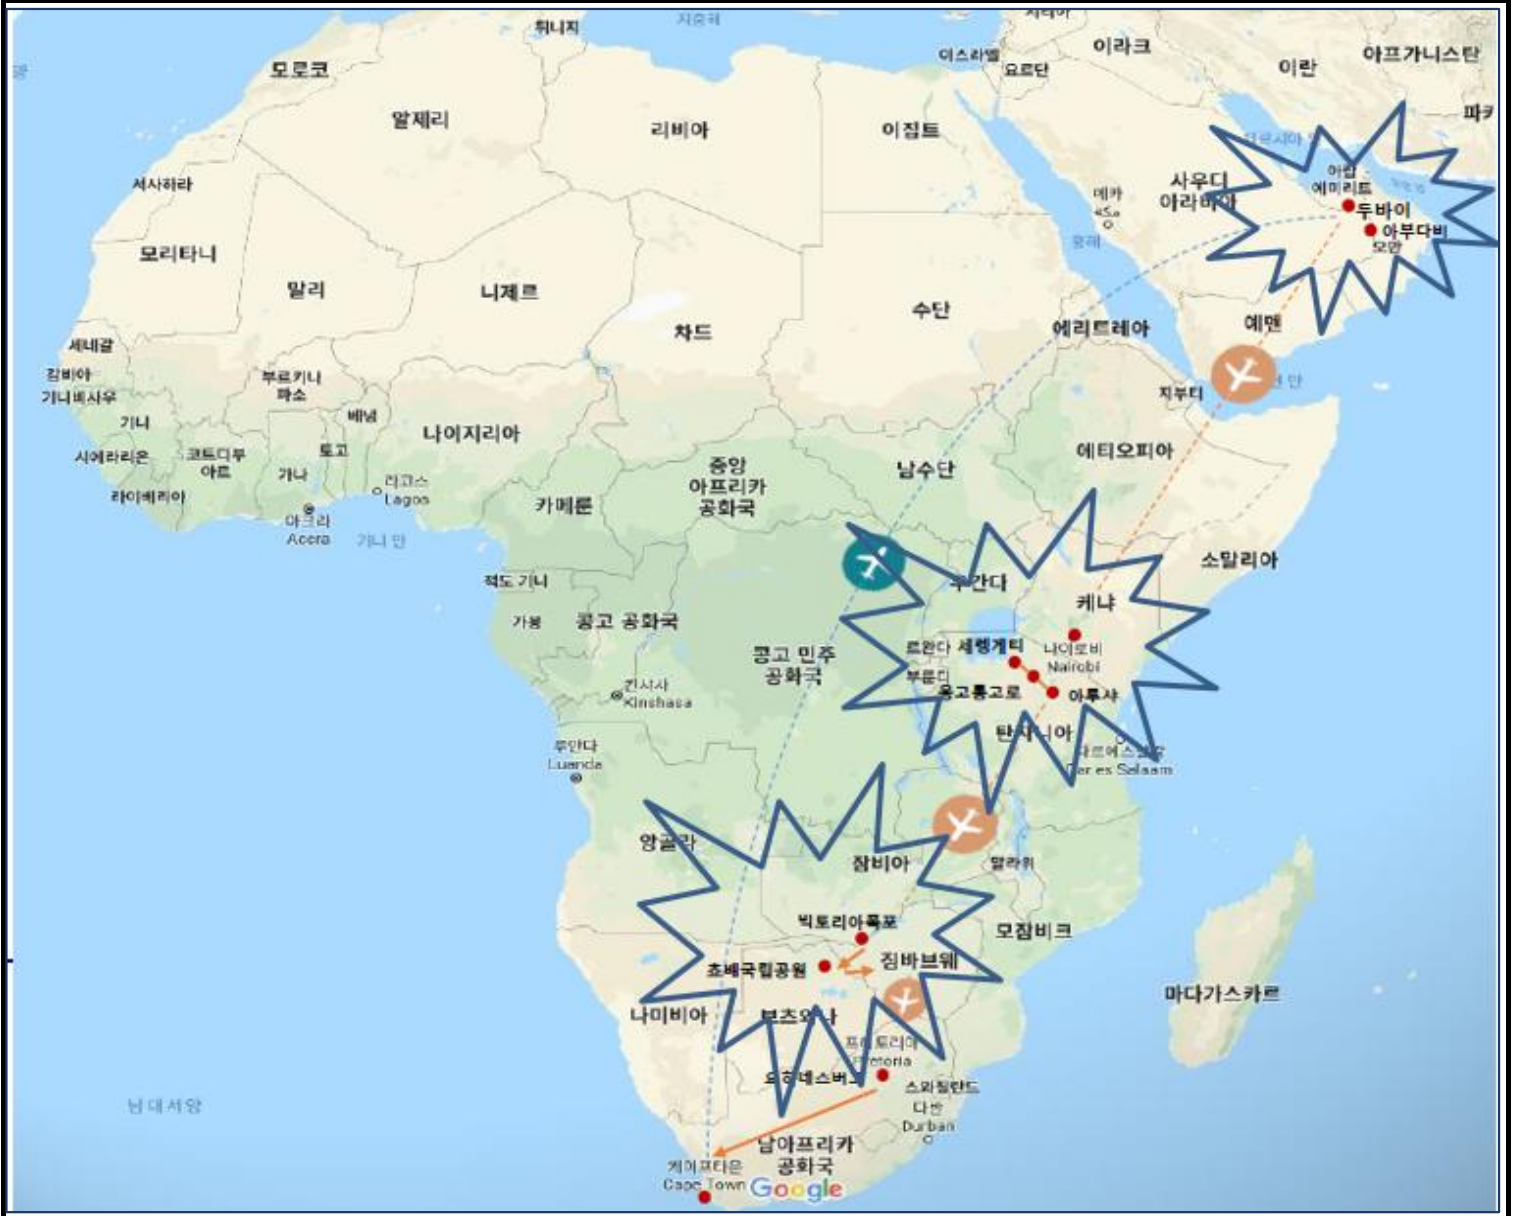 튀니지
지중해
모로코
이스라엘
요르단
이라크
이란
아프가니스탄
알제리
리비아
이집트
서사하라
메카
사우디
아라비아
아랍
에미리트
두바이
아부다비
오만
홍해
모리타니
말리
니제르
차드
수단
에리트레아
예멘
세네갈
감비아
기니비사우
부르키나
파소
베냉
지부티
기니
나이지리아
시에라리온
코트디부
아르
가나
토고
라이베리아
라고스
Lagos
아크라
Accra
기니 만
카메룬
중앙
아프리카
공화국
남수단
에티오피아
소말리아
적도 기니
가봉
콩고 공화국
콩고 민주
공화국
우간다
케냐
르완다
세렝게티
나이로비
Nairobi
부룬디
응고롱고로
아루샤
킨샤사
Kinshasa
탄자니아
Dar es Salaam
루안다
Luanda
앙골라
잠비아
말라위
빅토리아폭포
모잠비크
쵸배국립공원
짐바브웨
마다가스카르
나미비아
보츠와나
프리토리아
Pretoria
요하네스버그
스와질란드
다반
Durban
남대서양
남아프리카
공화국
케이프타운
Cape Town
Google